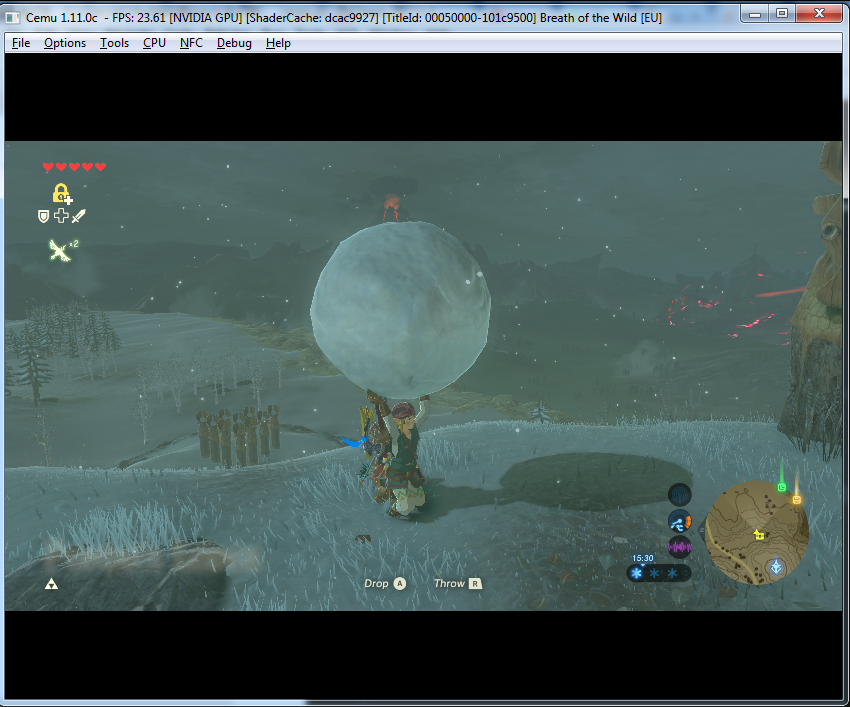 Cemu 1.11.0c - FPS: 23.61 [NVIDIA GPU] [ShaderCache: dcac9927] [TitleId: 00050000-101c9500] Breath of the Wild [EU]
File Options Tools CPU NFC Debug Help
×2
15:30
Drop A Throw R